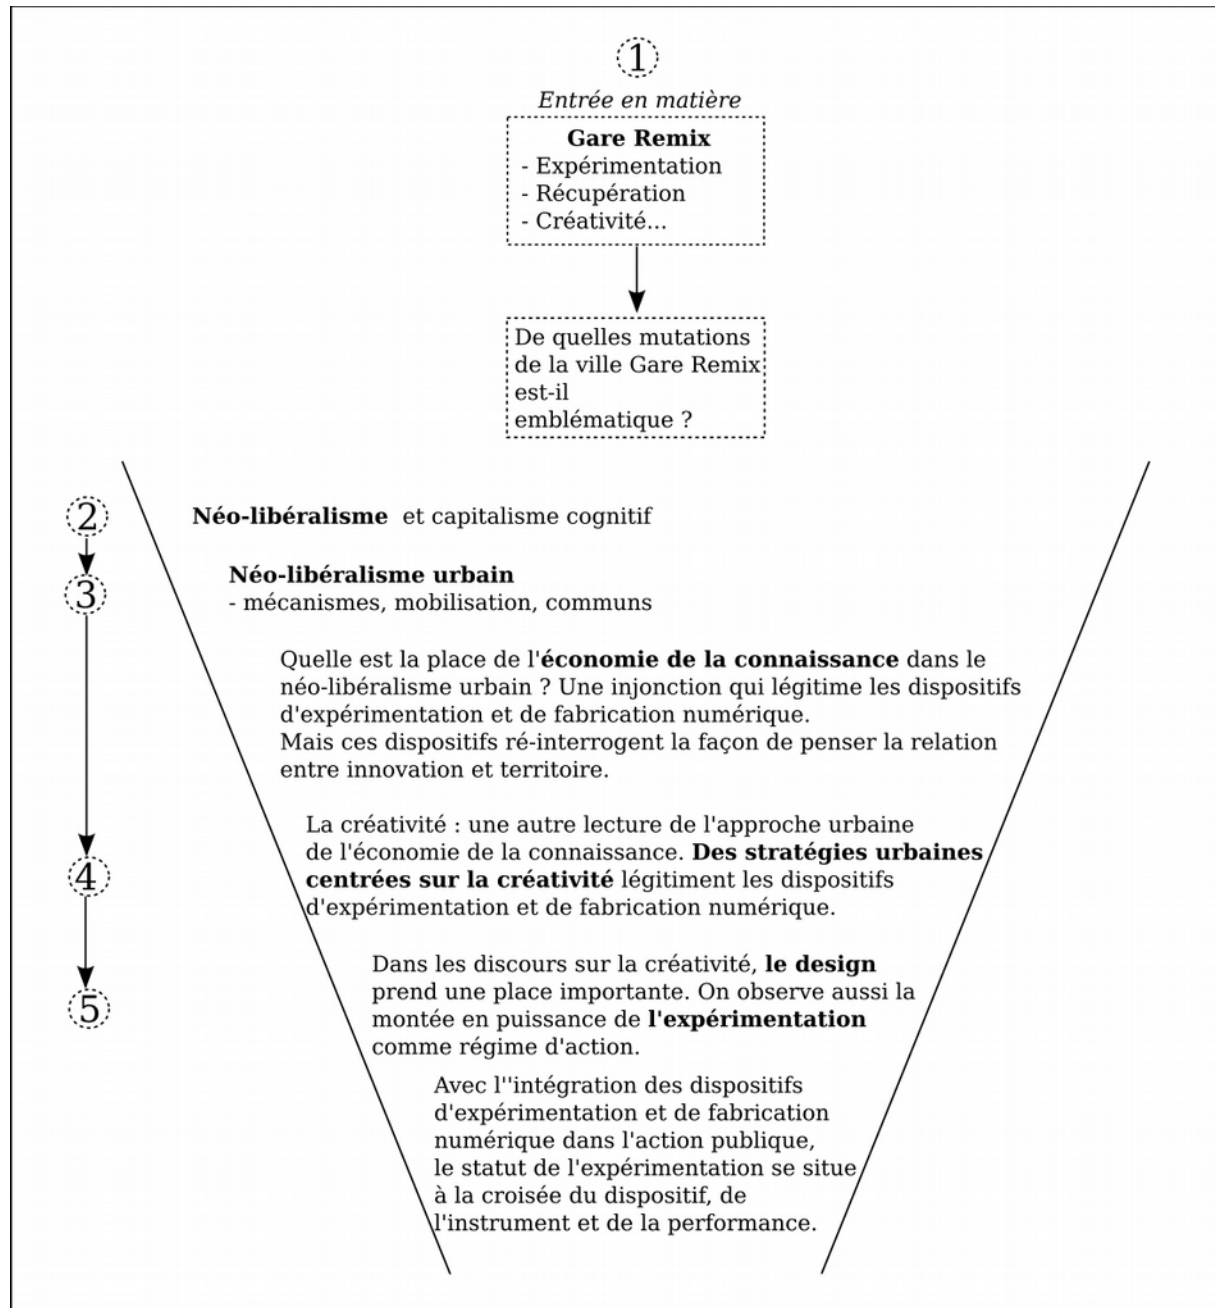 1
Entrée en matière
Gare Remix
- Expérimentation
- Récupération
- Créativité...
De quelles mutations
de la ville Gare Remix
est-il
emblématique ?
2
Néo-libéralisme et capitalisme cognitif
3
Néo-libéralisme urbain
- mécanismes, mobilisation, communs
Quelle est la place de l'économie de la connaissance dans le
néo-libéralisme urbain ? Une injonction qui légitime les dispositifs
d'expérimentation et de fabrication numérique.
Mais ces dispositifs ré-interrogent la façon de penser la relation
entre innovation et territoire.
4
La créativité : une autre lecture de l'approche urbaine
de l'économie de la connaissance. Des stratégies urbaines
centrées sur la créativité légitiment les dispositifs
d'expérimentation et de fabrication numérique.
5
Dans les discours sur la créativité, le design
prend une place importante. On observe aussi la
montée en puissance de l'expérimentation
comme régime d'action.
Avec l''intégration des dispositifs
d'expérimentation et de fabrication
numérique dans l'action publique,
le statut de l'expérimentation se situe
à la croisée du dispositif, de
l'instrument et de la performance.